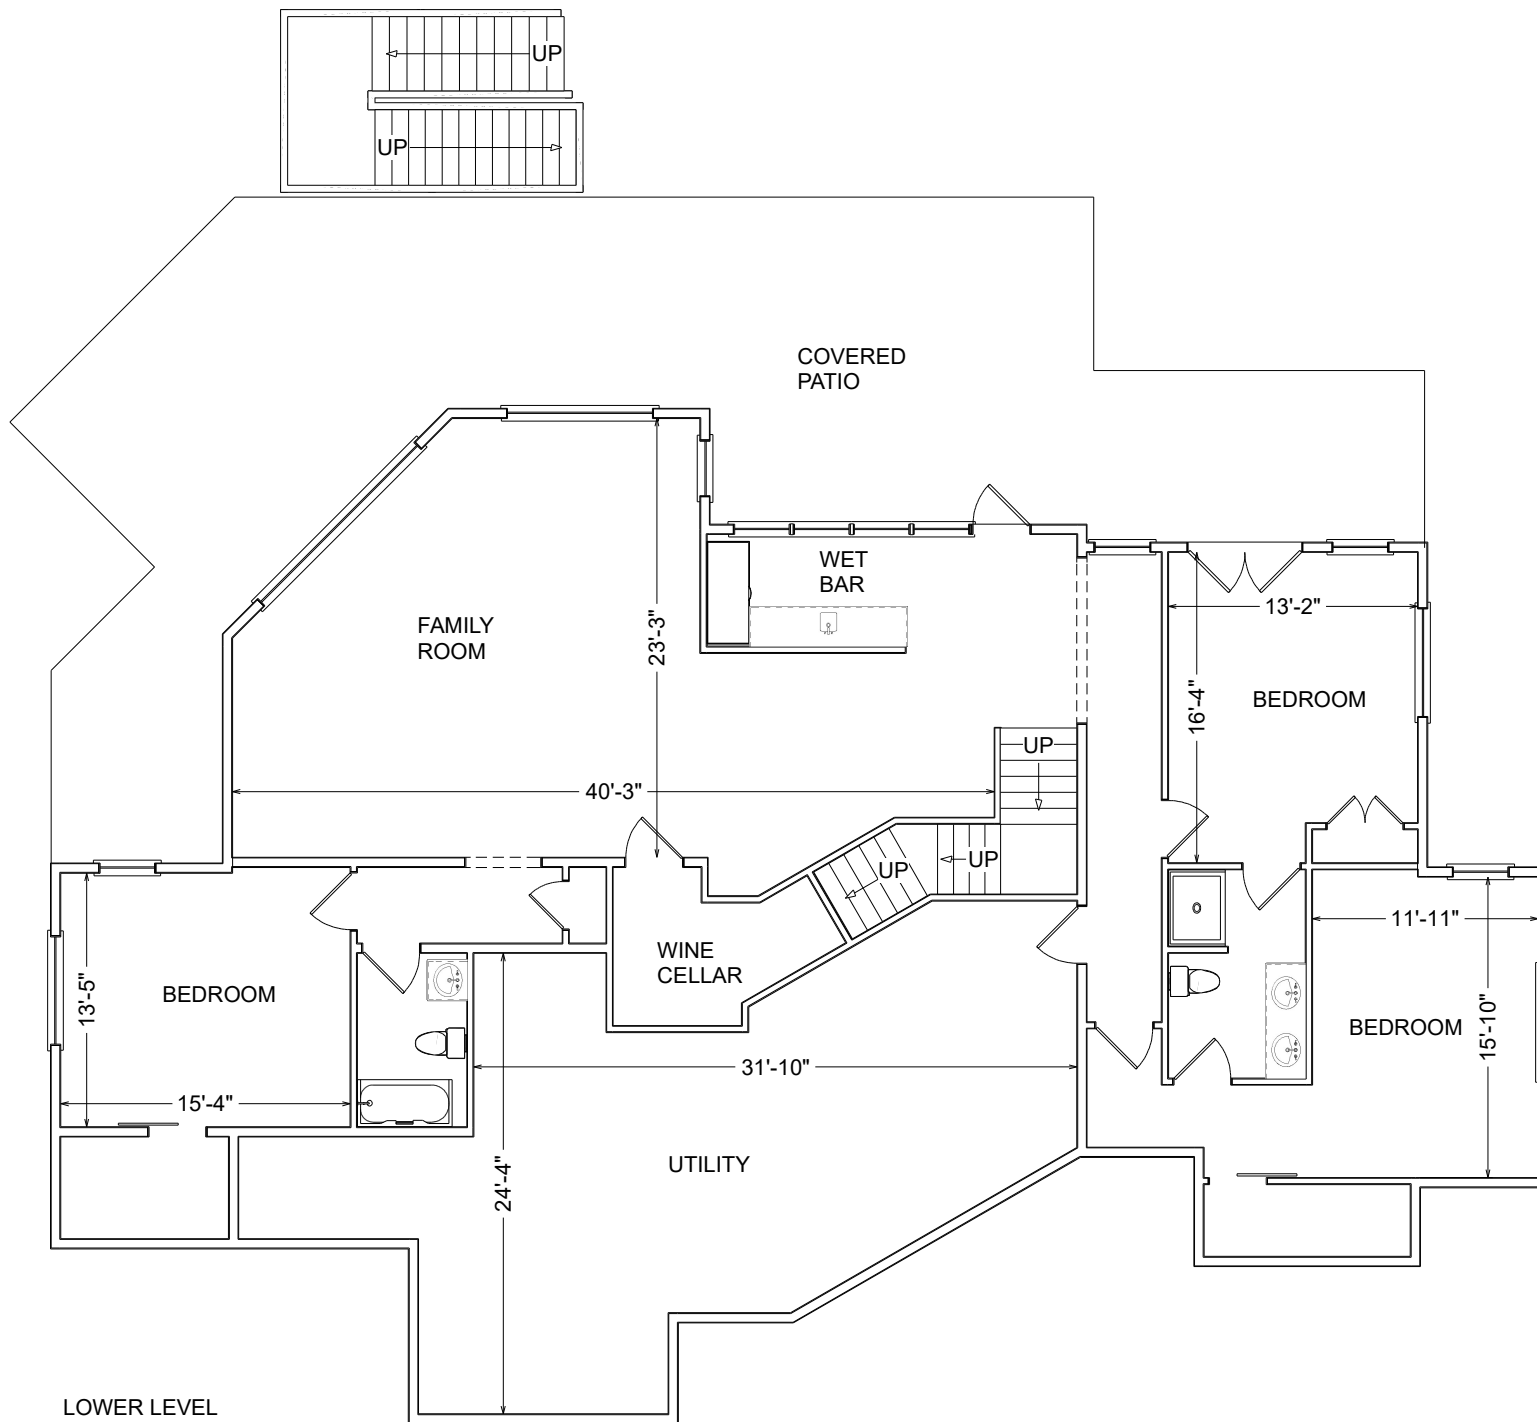 UP
UP
COVERED
PATIO
WET
BAR
FAMILY
ROOM
23'-3"
13'-2"
16'-4"
BEDROOM
UP
40'-3"
UP
UP
11'-11"
WINE
CELLAR
BEDROOM
13'-5"
BEDROOM
15'-10"
31'-10"
15'-4"
UTILITY
24'-4"
LOWER LEVEL